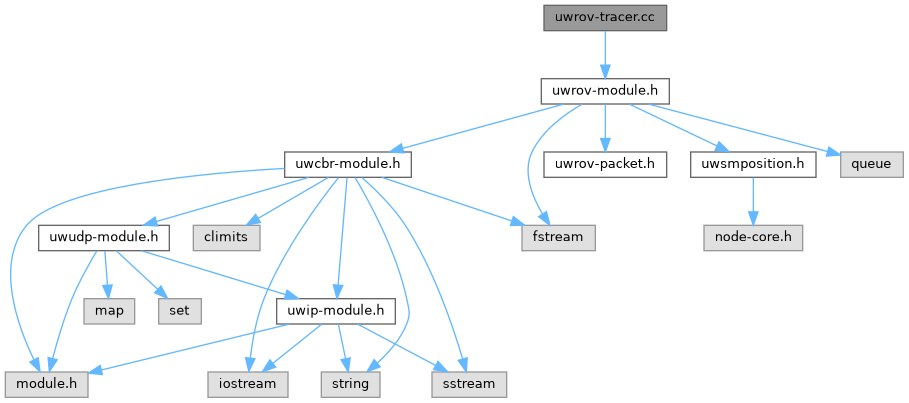 uwrov-tracer.cc
uwrov-module.h
uwcbr-module.h
uwrov-packet.h
uwsmposition.h
queue
uwudp-module.h
climits
fstream
node-core.h
map
set
uwip-module.h
module.h
iostream
string
sstream